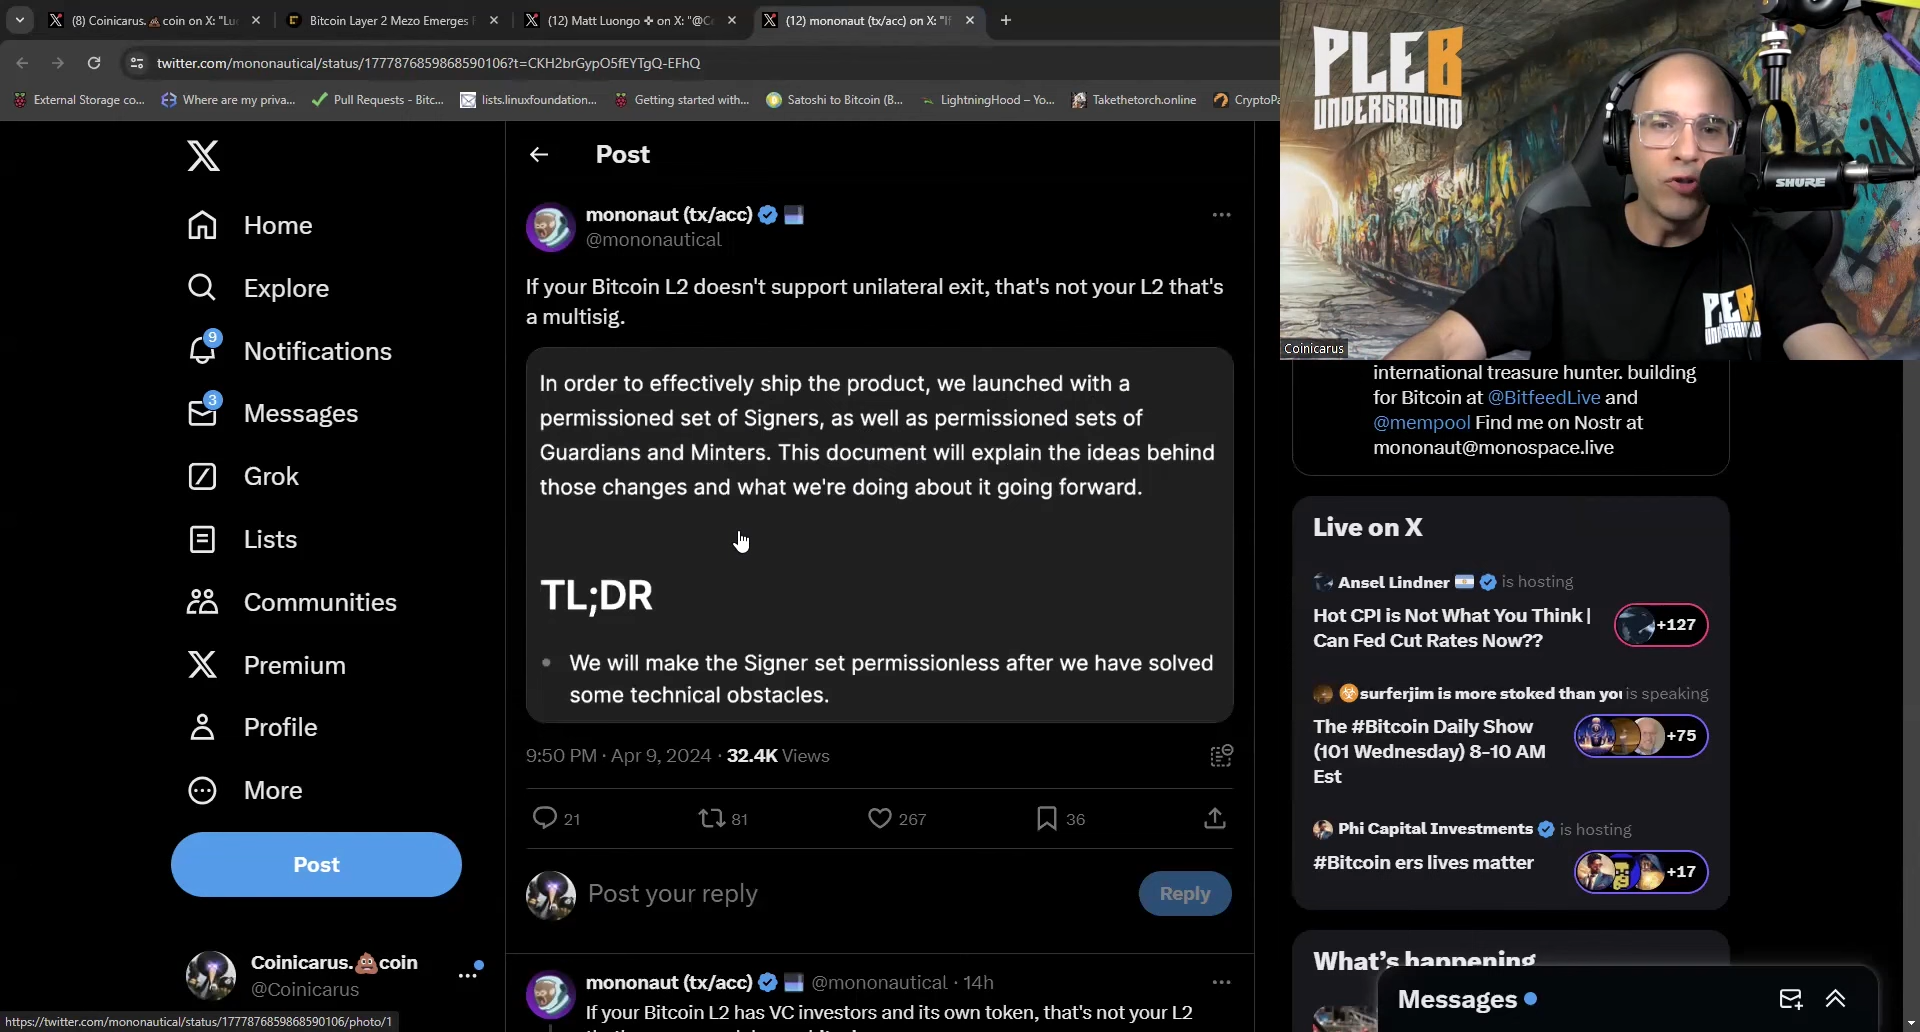 (8) Coinicarus.💩 coin on X: "Lu
Bitcoin Layer 2 Mezo Emerges
(12) Matt Luongo ✜ on X: "@C
(12) mononaut (tx/acc) on X: "If
twitter.com/mononautical/status/1777876859868590106?t=CKH2brGypO5fEYTgQ-EFhQ
External Storage co...
Where are my priva...
Pull Requests - Bitc...
lists.linuxfoundation...
Getting started with...
Satoshi to Bitcoin (B...
LightningHood – Yo...
Takethetorch.online
CryptoPa
PLEB
UNDERGROUND
SHURE
PLEB
UNDERGROUND
Coinicarus
Home
Explore
9
Notifications
3
Messages
Grok
Lists
Communities
Premium
Profile
More
Post
Coinicarus.💩coin
@Coinicarus
Post
mononaut (tx/acc)
@mononautical
If your Bitcoin L2 doesn't support unilateral exit, that's not your L2 that's
a multisig.
In order to effectively ship the product, we launched with a
permissioned set of Signers, as well as permissioned sets of
Guardians and Minters. This document will explain the ideas behind
those changes and what we're doing about it going forward.
TL;DR
• We will make the Signer set permissionless after we have solved
some technical obstacles.
9:50 PM · Apr 9, 2024 · 32.4K Views
21
81
267
36
Post your reply
Reply
mononaut (tx/acc) @mononautical · 14h
If your Bitcoin L2 has VC investors and its own token, that's not your L2
international treasure hunter. building
for Bitcoin at @BitfeedLive and
@mempool Find me on Nostr at
mononaut@monospace.live
Live on X
Ansel Lindner is hosting
Hot CPI is Not What You Think |
Can Fed Cut Rates Now??
+127
surferjim is more stoked than you is speaking
The #Bitcoin Daily Show
(101 Wednesday) 8-10 AM
Est
+75
Phi Capital Investments is hosting
#Bitcoin ers lives matter
+17
What's happening
Messages
https://twitter.com/mononautical/status/1777876859868590106/photo/1